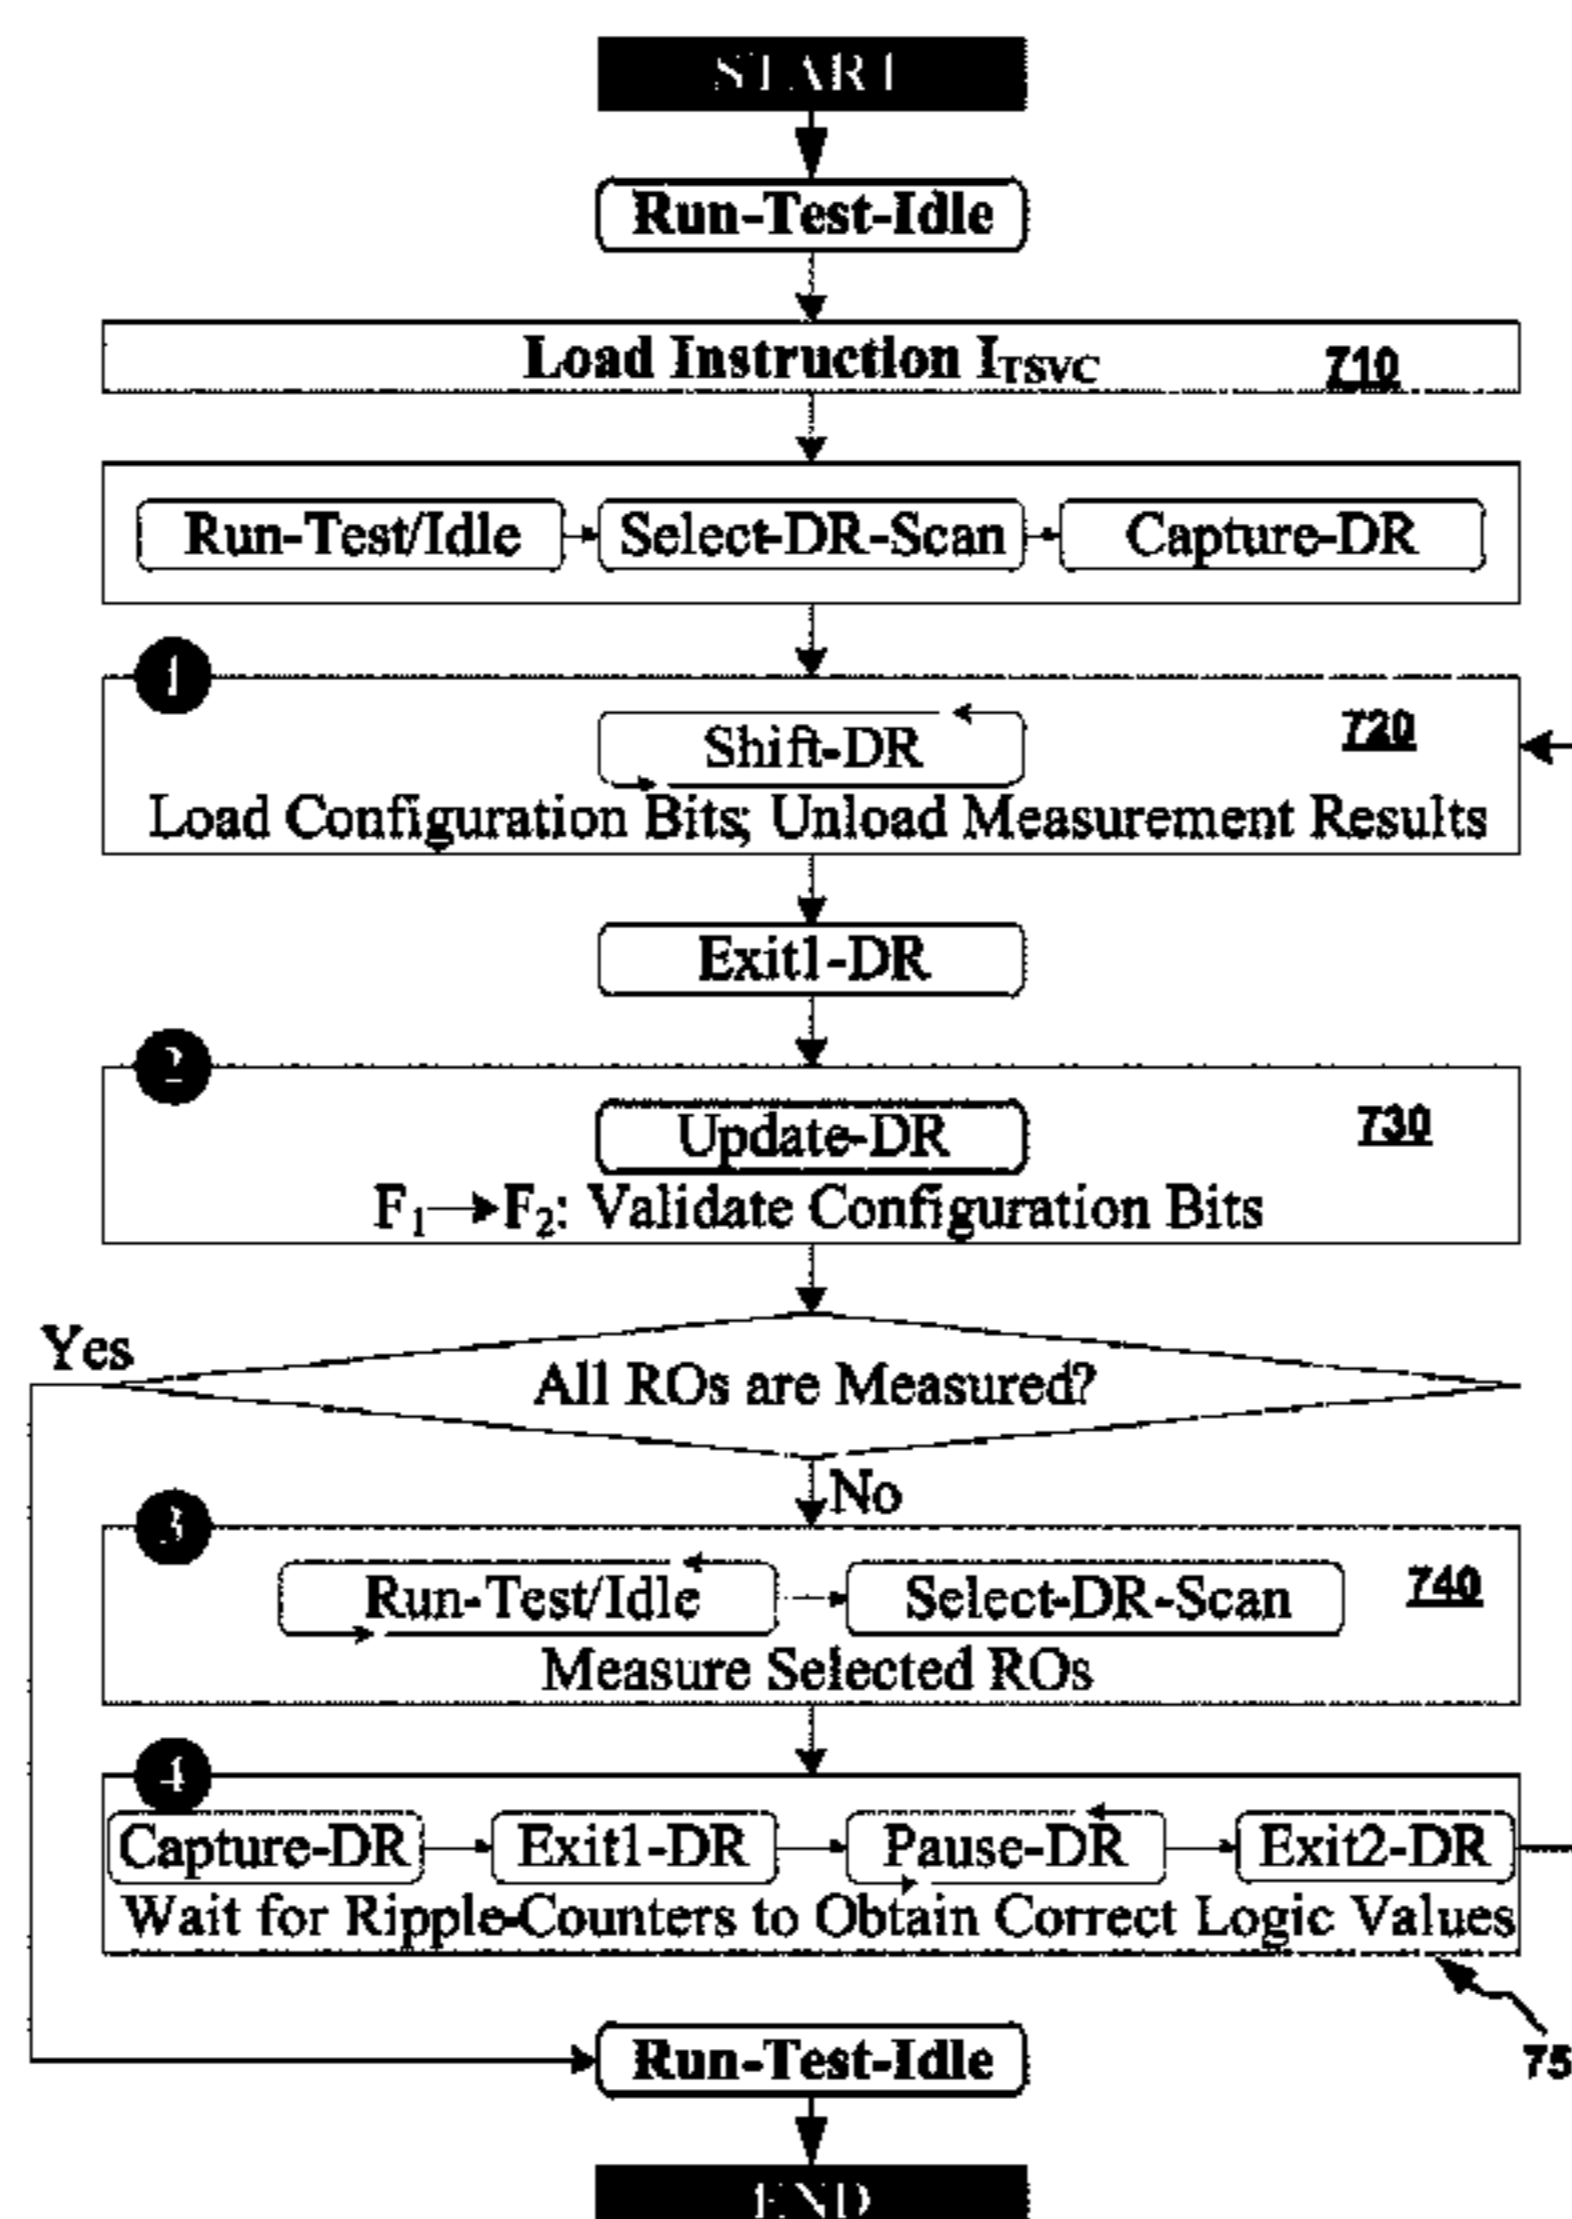 START
Run-Test-Idle
Load Instruction I_TSVC 710
Run-Test/Idle Select-DR-Scan Capture-DR
1
Shift-DR 720
Load Configuration Bits; Unload Measurement Results
Exit1-DR
2
Update-DR 730
F₁→F₂: Validate Configuration Bits
Yes
All ROs are Measured?
No
3
Run-Test/Idle Select-DR-Scan 740
Measure Selected ROs
4
Capture-DR Exit1-DR Pause-DR Exit2-DR
Wait for Ripple-Counters to Obtain Correct Logic Values
Run-Test-Idle
75
END